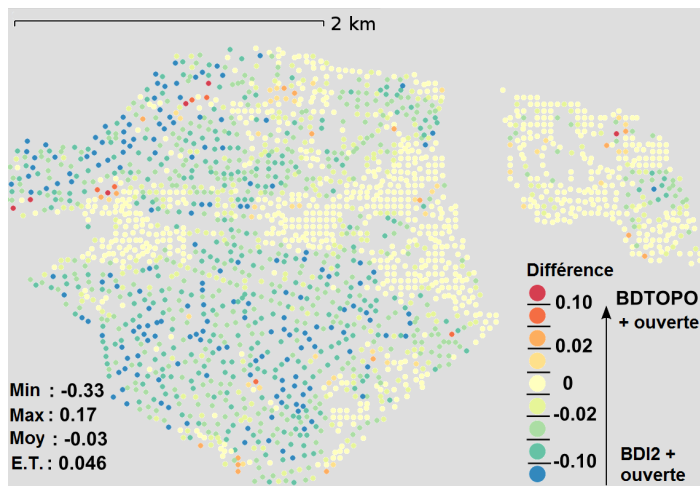 2 km
Différence
0.10
0.02
0
-0.02
-0.10
BDTOPO
+ ouverte
BDI2 +
ouverte
Min : -0.33
Max : 0.17
Moy : -0.03
E.T. : 0.046